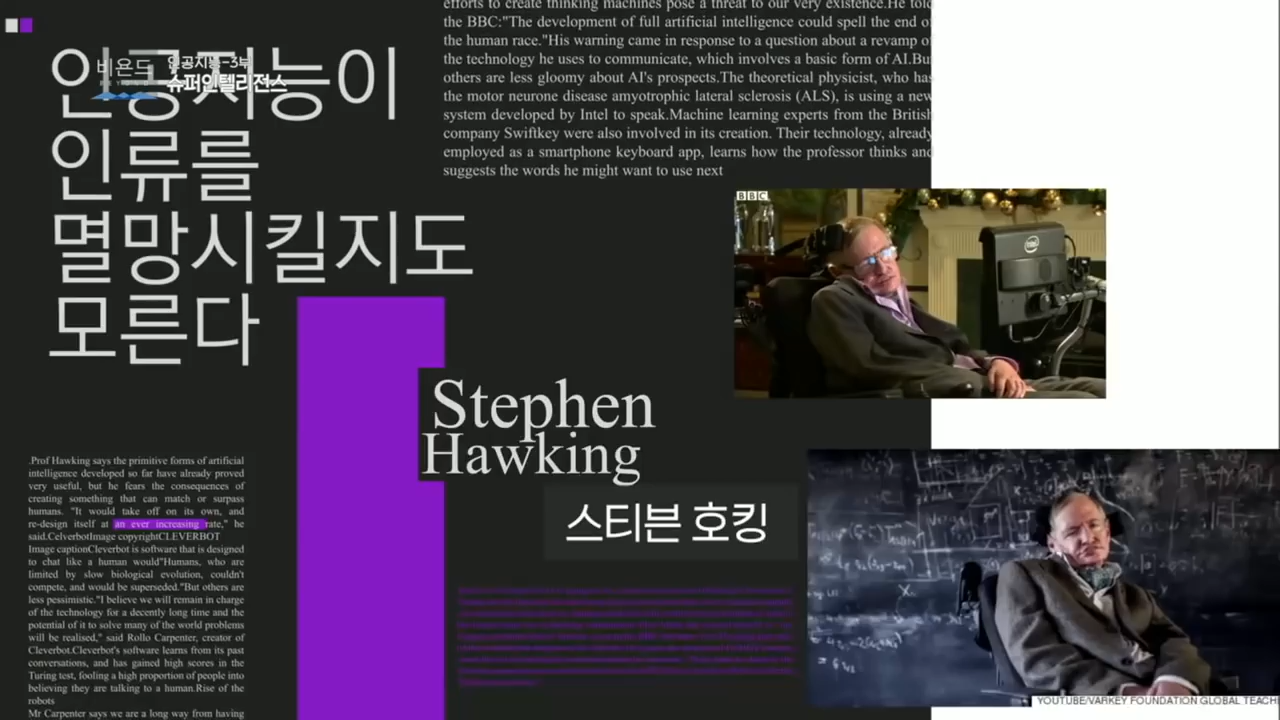 비욘드
인공지능-3부
슈퍼인텔리전스
인공지능이
인류를
멸망시킬지도
모른다
efforts to create thinking machines pose a threat to our very existence.He told
the BBC:"The development of full artificial intelligence could spell the end of
the human race."His warning came in response to a question about a revamp of
the technology he uses to communicate, which involves a basic form of AI.But
others are less gloomy about AI's prospects.The theoretical physicist, who has
the motor neurone disease amyotrophic lateral sclerosis (ALS), is using a new
system developed by Intel to speak.Machine learning experts from the British
company Swiftkey were also involved in its creation. Their technology, already
employed as a smartphone keyboard app, learns how the professor thinks and
suggests the words he might want to use next
BBC
Stephen
Hawking
스티븐 호킹
.Prof Hawking says the primitive forms of artificial
intelligence developed so far have already proved
very useful, but he fears the consequences of
creating something that can match or surpass
humans. "It would take off on its own, and
re-design itself at an ever increasing rate," he
said.CelverbotImage copyrightCLEVERBOT
Image captionCleverbot is software that is designed
to chat like a human would"Humans, who are
limited by slow biological evolution, couldn't
compete, and would be superseded."But others are
less pessimistic."I believe we will remain in charge
of the technology for a decently long time and the
potential of it to solve many of the world problems
will be realised," said Rollo Carpenter, creator of
Cleverbot.Cleverbot's software learns from its past
conversations, and has gained high scores in the
Turing test, fooling a high proportion of people into
believing they are talking to a human.Rise of the
robots
Mr Carpenter says we are a long way from having
YOUTUBE/VARKEY FOUNDATION GLOBAL TEACH